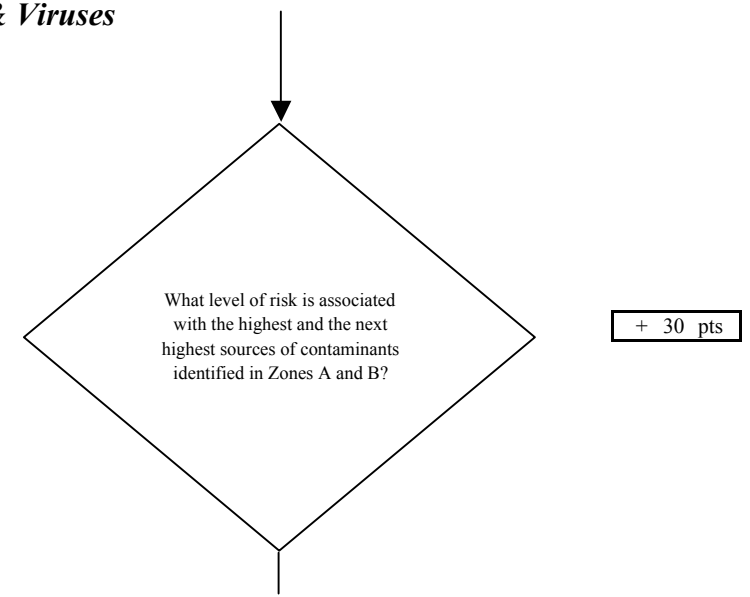 & Viruses
What level of risk is associated
with the highest and the next
highest sources of contaminants
identified in Zones A and B?
+ 30 pts